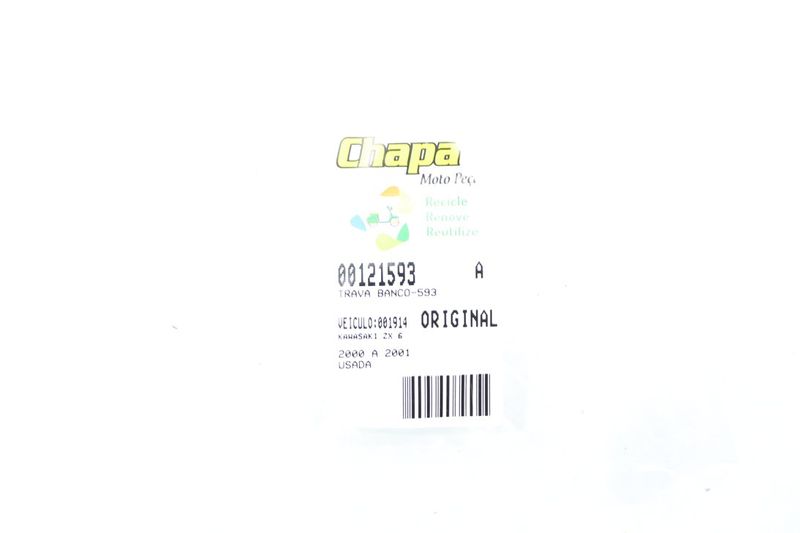 Chapa
Moto Peç
Recicle
Renove
Reutilize
00121593 A
TRAVA BANCO-593
VEICULO:001914 ORIGINAL
KAWASAKI ZX 6
2000 A 2001
USADA